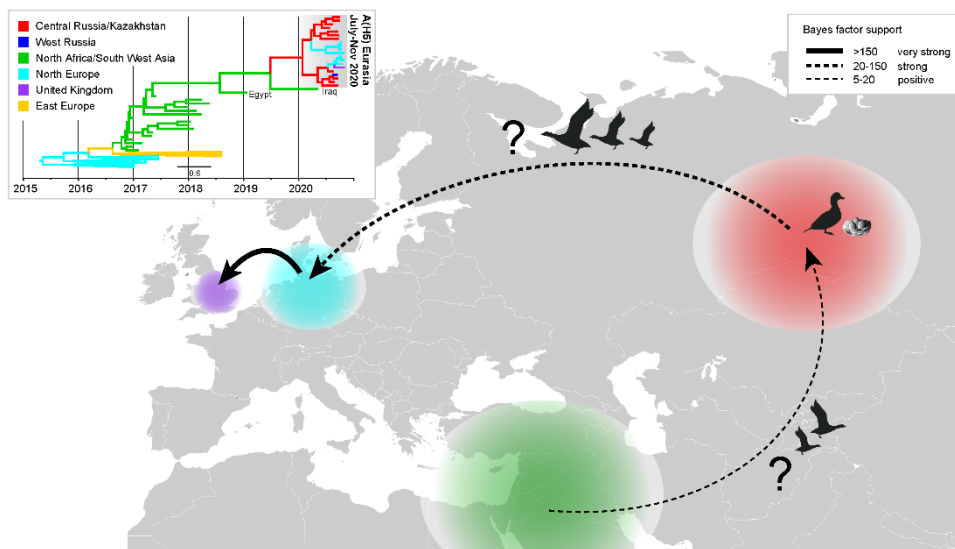 Central Russia/Kazakhstan
West Russia
North Africa/South West Asia
North Europe
United Kingdom
East Europe
A(H5) Eurasia
July-Nov 2020
Egypt
Iraq
0.6
2015 2016 2017 2018 2019 2020
Bayes factor support
>150 very strong
20-150 strong
5-20 positive
?
?